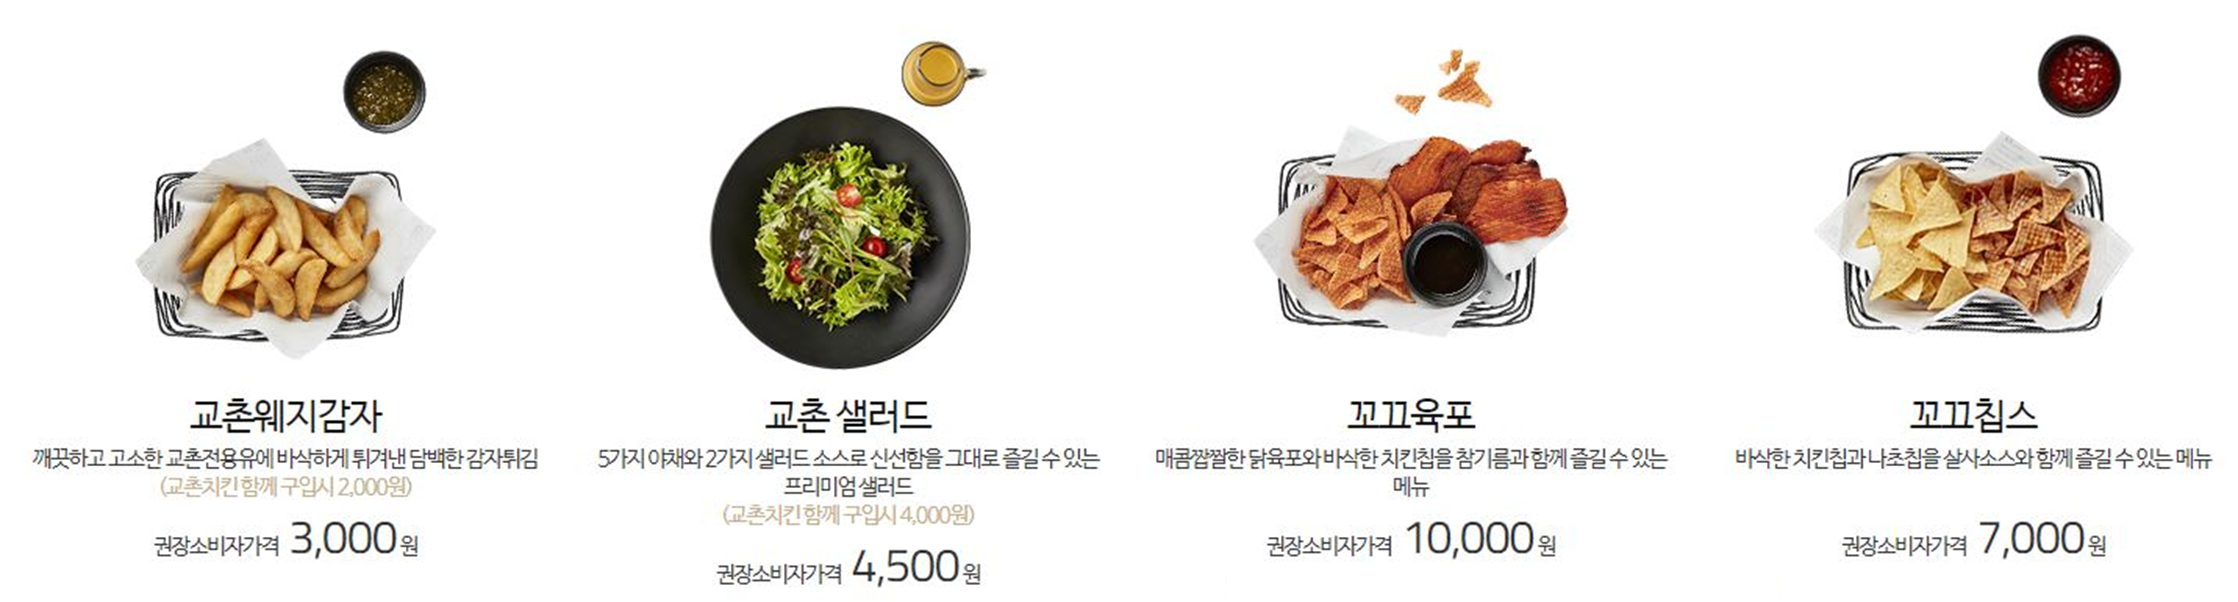 교촌웨지감자
깨끗하고 고소한 교촌전용유에 바삭하게 튀겨낸 담백한 감자튀김
(교촌치킨 함께 구입시 2,000원)
권장소비자가격 3,000원
교촌 샐러드
5가지 야채와 2가지 샐러드 소스로 신선함을 그대로 즐길 수 있는
프리미엄 샐러드
(교촌치킨 함께 구입시 4,000원)
권장소비자가격 4,500원
꼬끄육포
매콤짭짤한 닭육포와 바삭한 치킨칩을 참기름과 함께 즐길 수 있는
메뉴
권장소비자가격 10,000원
꼬끄칩스
바삭한 치킨칩과 나초칩을 살사소스와 함께 즐길 수 있는 메뉴
권장소비자가격 7,000원